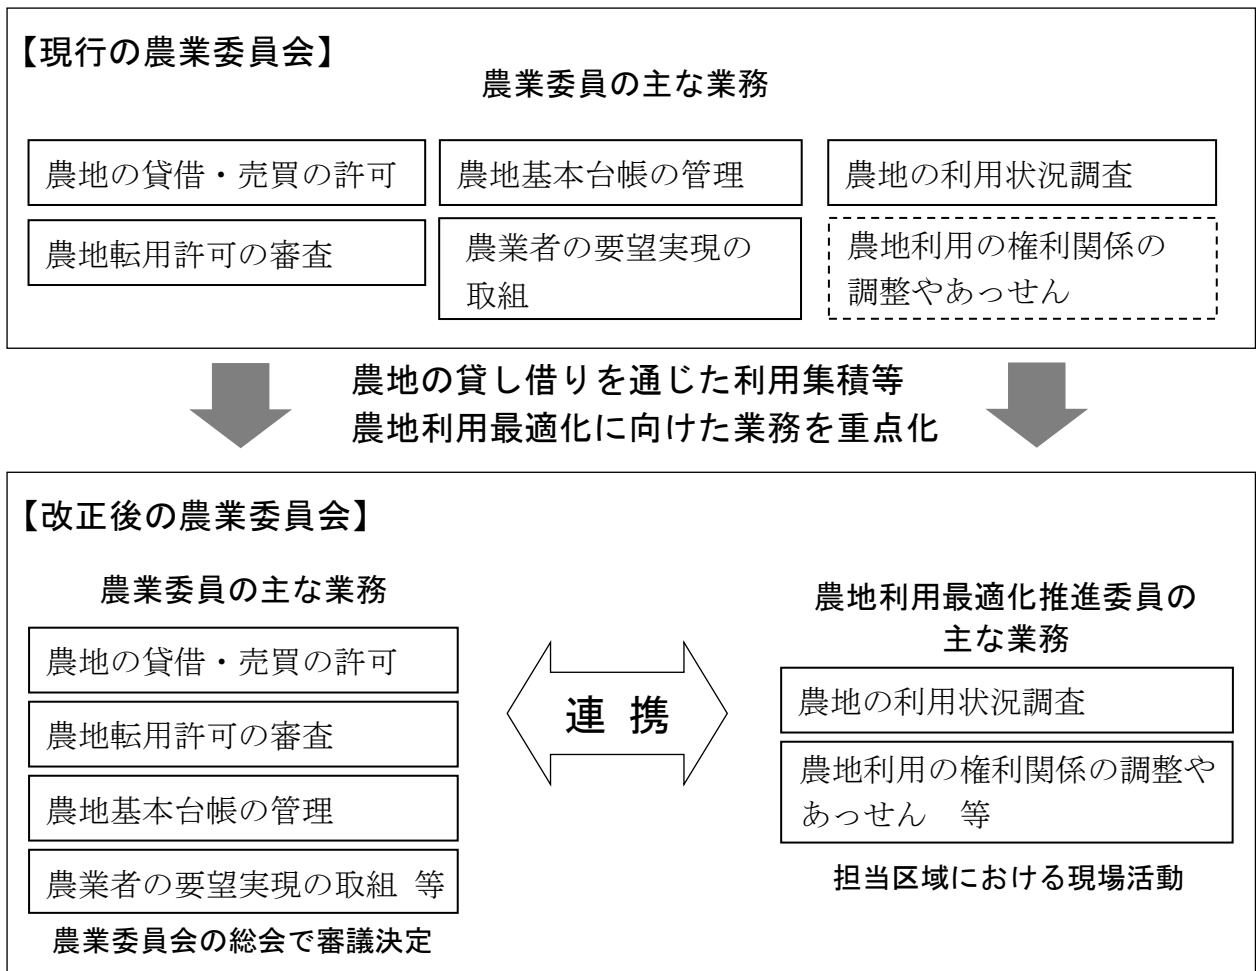 【現行の農業委員会】
農業委員の主な業務
農地の貸借・売買の許可
農地基本台帳の管理
農地の利用状況調査
農地転用許可の審査
農業者の要望実現の
取組
農地利用の権利関係の
調整やあっせん
農地の貸し借りを通じた利用集積等
農地利用最適化に向けた業務を重点化
【改正後の農業委員会】
農業委員の主な業務
農地の貸借・売買の許可
農地転用許可の審査
農地基本台帳の管理
農業者の要望実現の取組 等
農業委員会の総会で審議決定
連 携
農地利用最適化推進委員の
主な業務
農地の利用状況調査
農地利用の権利関係の調整や
あっせん　等
担当区域における現場活動